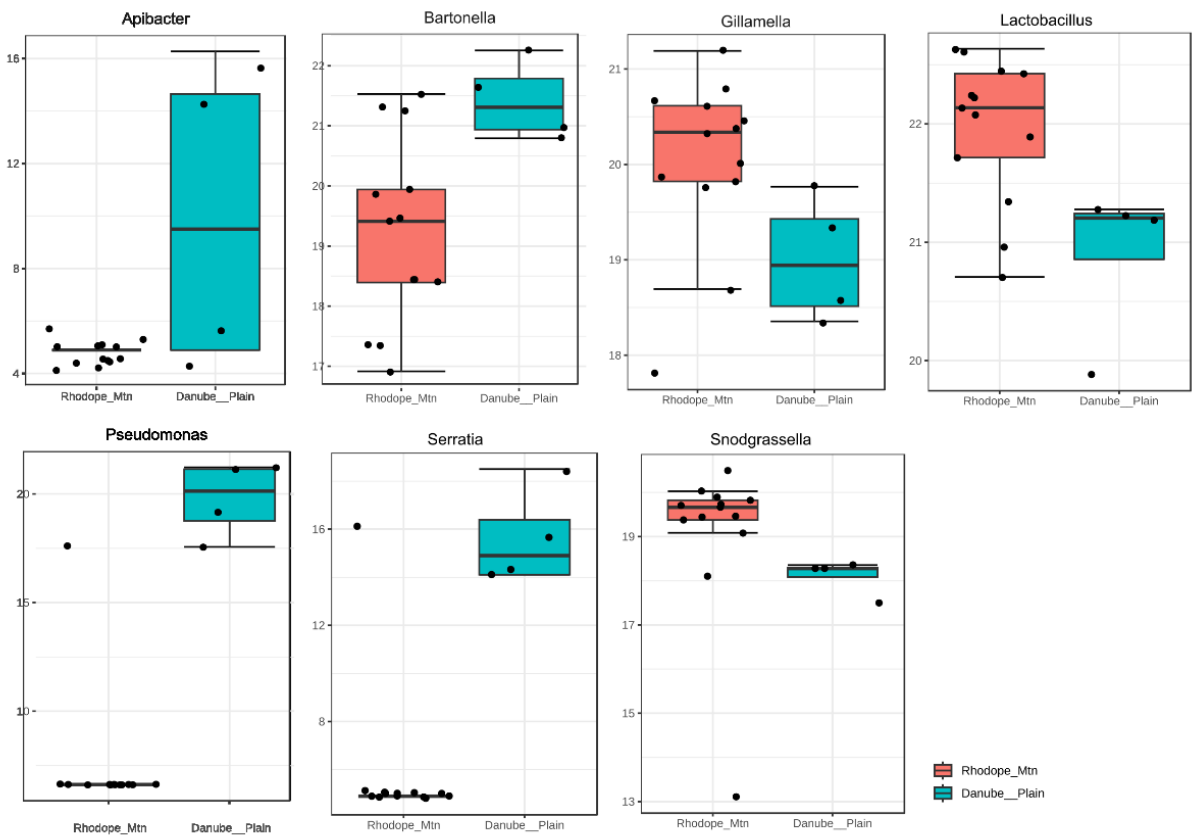 Apibacter
16
12
8
4
Rhodope_Mtn Danube__Plain
Bartonella
22
21
20
19
18
17
Rhodope_Mtn Danube__Plain
Gillamella
21
20
19
18
Rhodope_Mtn Danube__Plain
Lactobacillus
22
21
20
Rhodope_Mtn Danube__Plain
Pseudomonas
20
15
10
Rhodope_Mtn Danube__Plain
Serratia
16
12
8
Rhodope_Mtn Danube__Plain
Snodgrassella
19
17
15
13
Rhodope_Mtn Danube__Plain
Rhodope_Mtn
Danube__Plain